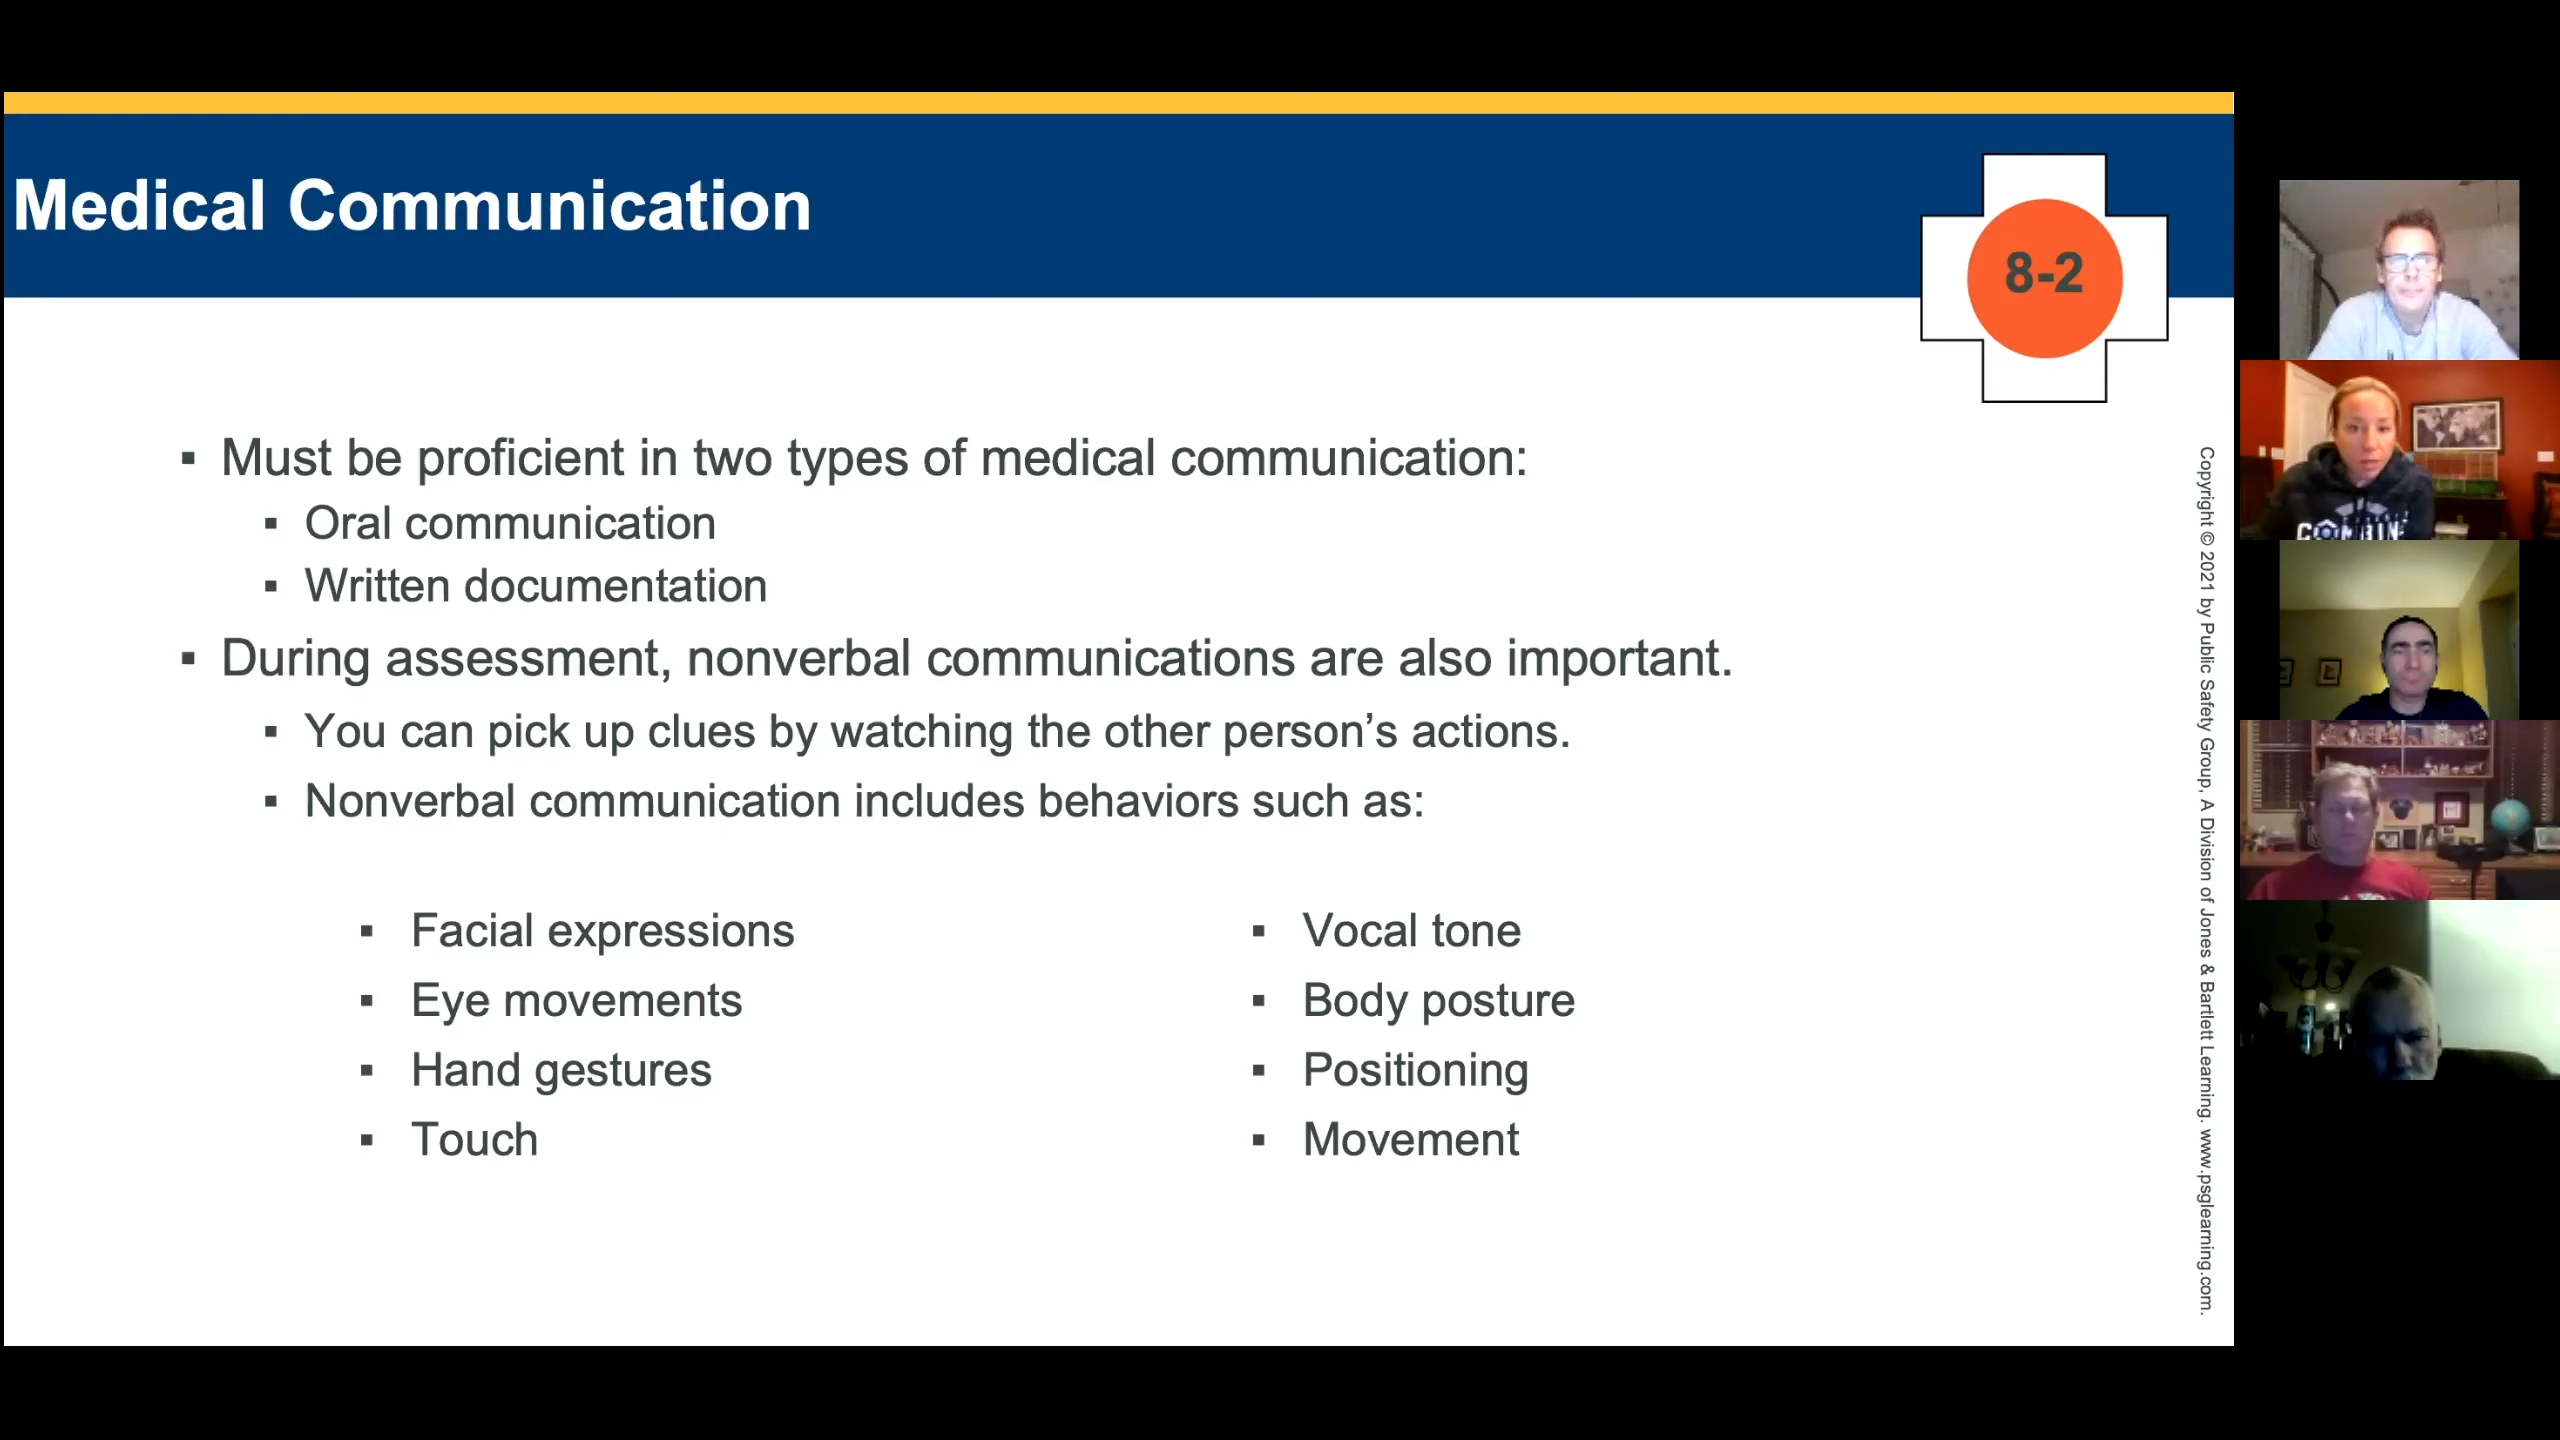 Medical Communication
8-2
Must be proficient in two types of medical communication:
Oral communication
Written documentation
During assessment, nonverbal communications are also important.
You can pick up clues by watching the other person’s actions.
Nonverbal communication includes behaviors such as:
Facial expressions
Eye movements
Hand gestures
Touch
Vocal tone
Body posture
Positioning
Movement
Copyright © 2021 by Public Safety Group, A Division of Jones & Bartlett Learning. www.psglearning.com.